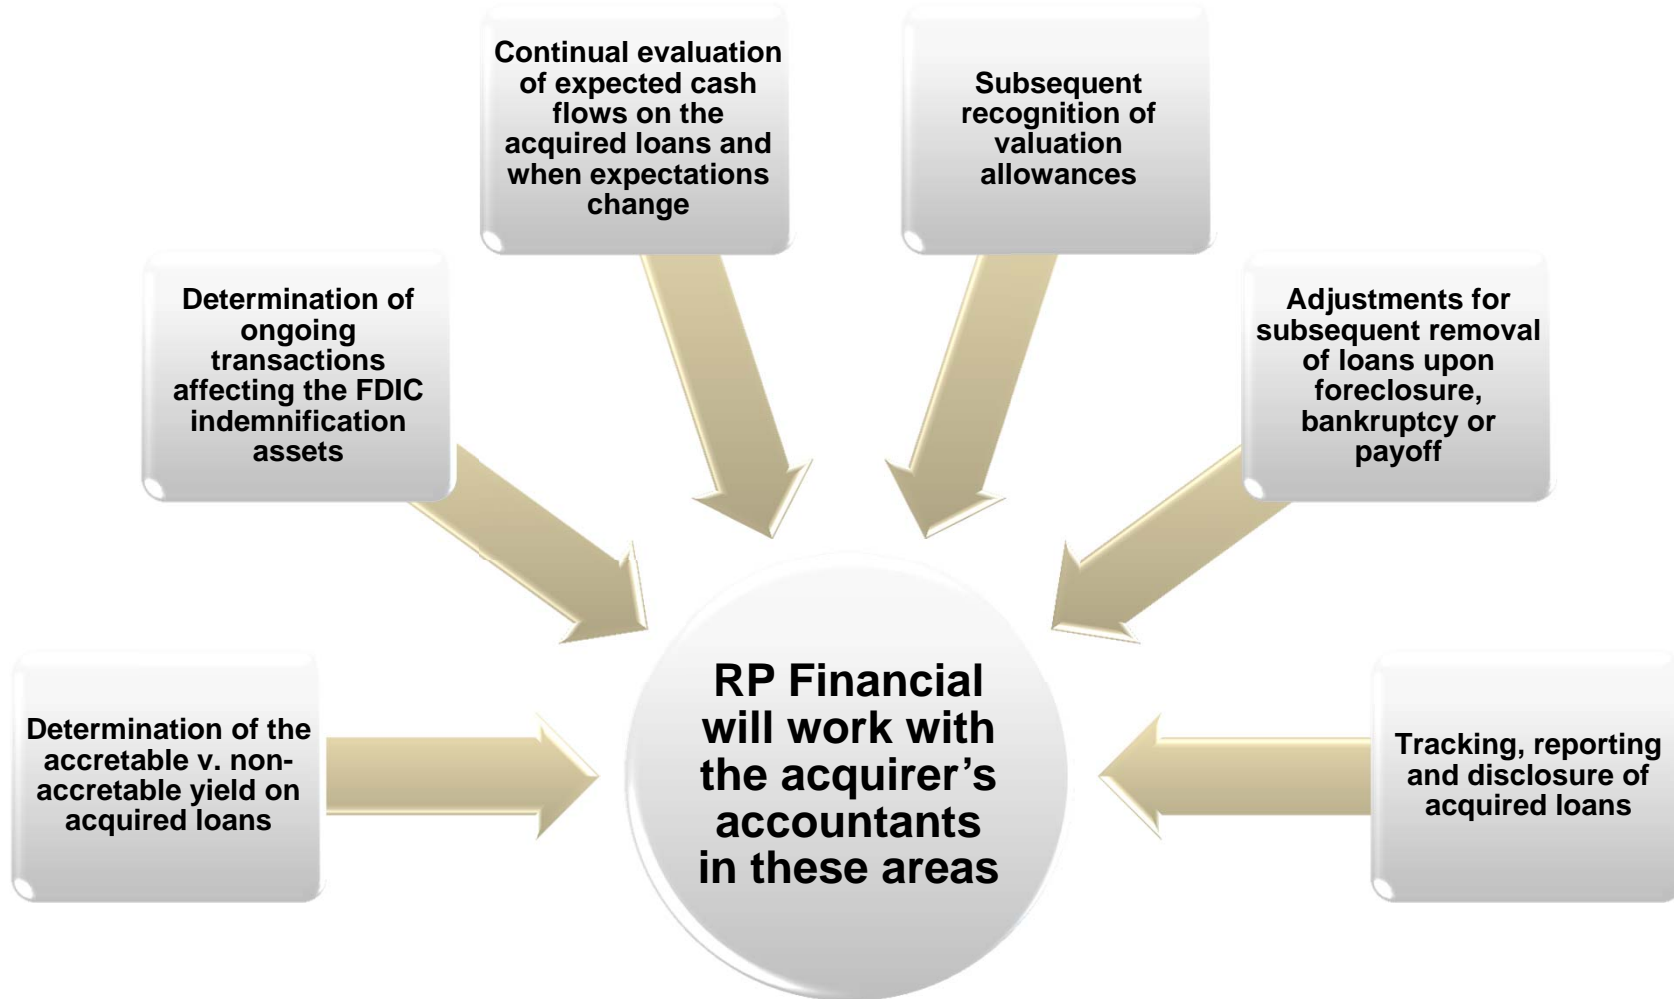 Continual evaluation
of expected cash
flows on the
acquired loans and
when expectations
change
Subsequent
recognition of
valuation
allowances
Determination of
ongoing
transactions
affecting the FDIC
indemnification
assets
Adjustments for
subsequent removal
of loans upon
foreclosure,
bankruptcy or
payoff
Determination of the
accretable v. non-
accretable yield on
acquired loans
RP Financial
will work with
the acquirer’s
accountants
in these areas
Tracking, reporting
and disclosure of
acquired loans